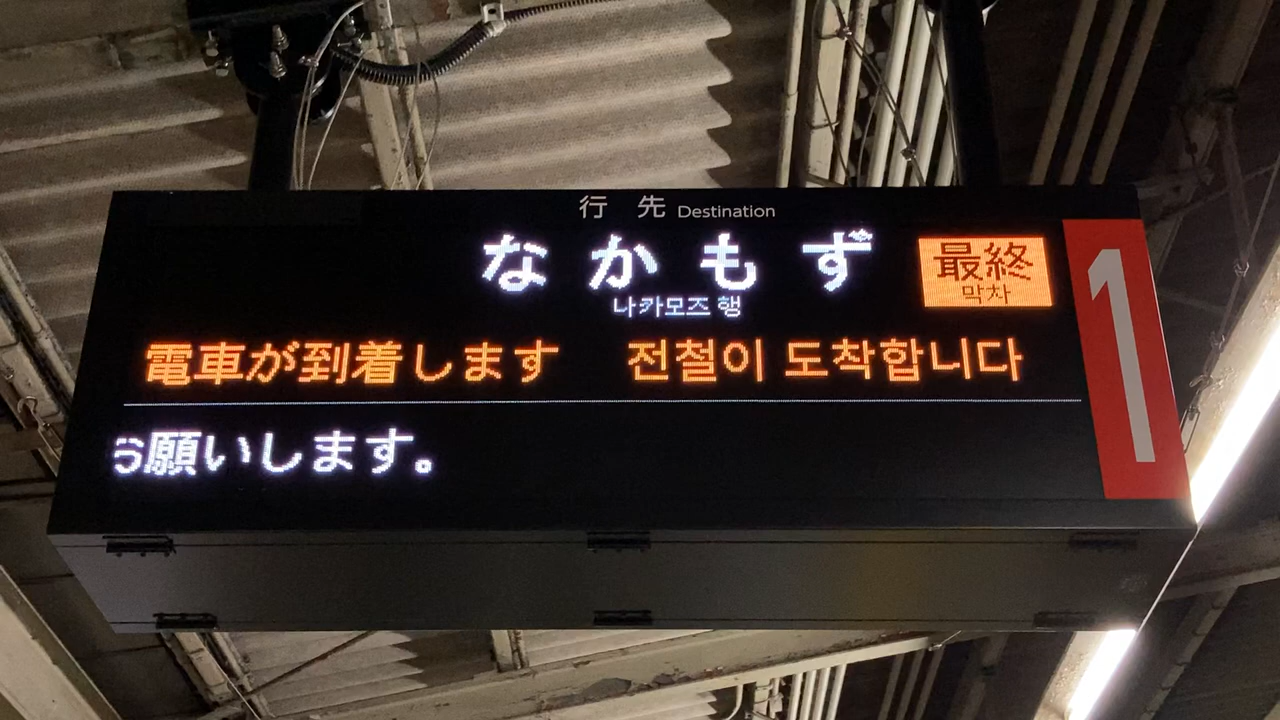 行先 Destination
なかもず 最終
나카모즈 행 막차
1
電車が到着します 전철이 도착합니다
願いします。